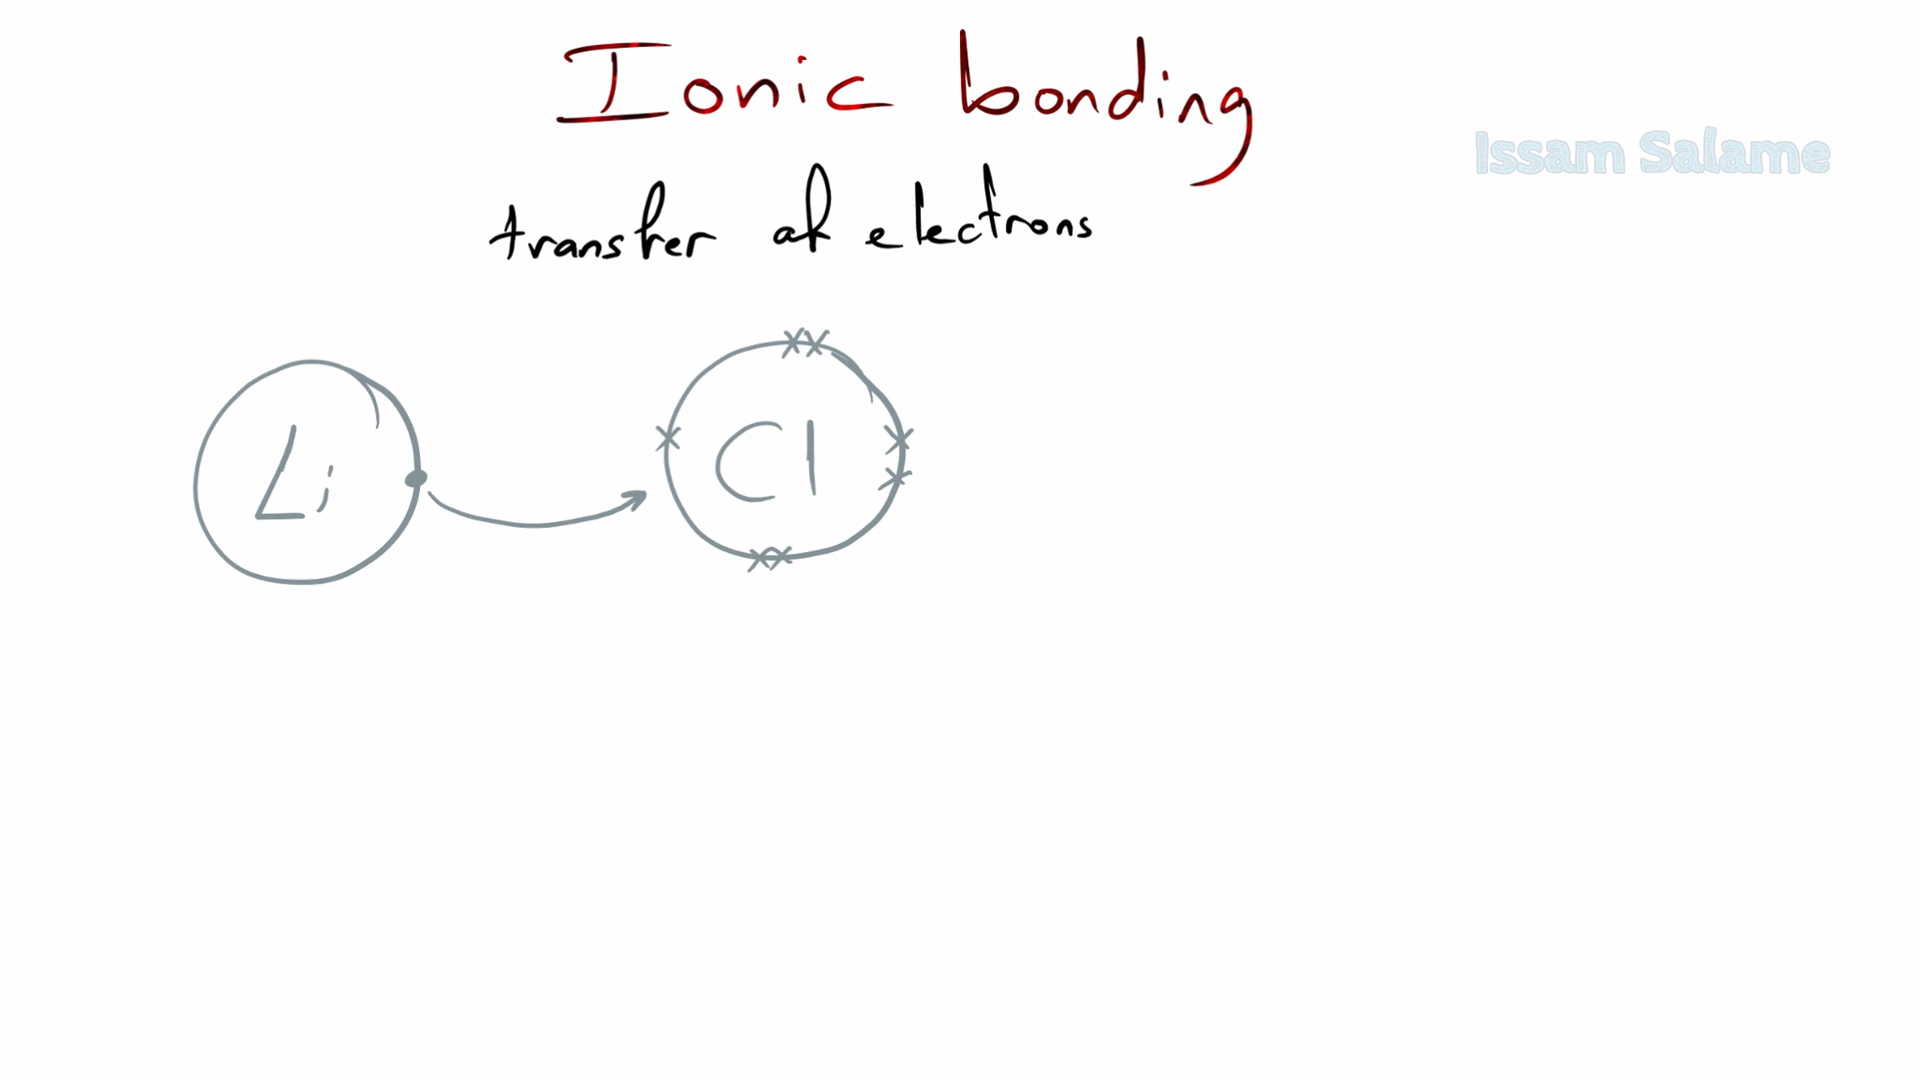 Ionic bonding
Issam Salame
transfer of electrons
Li
Cl